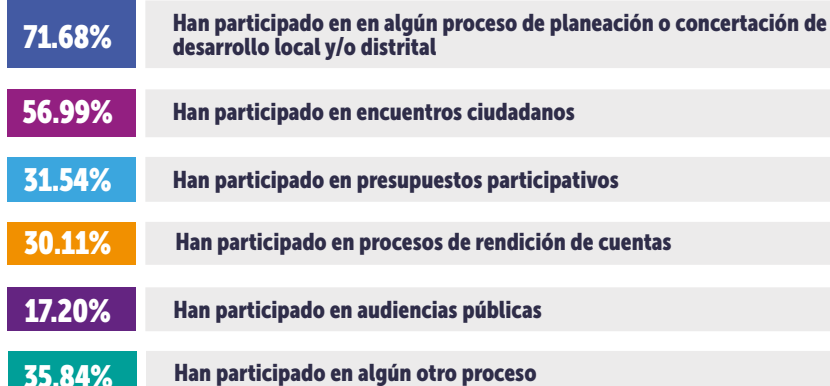 71.68%
Han participado en en algún proceso de planeación o concertación de
desarrollo local y/o distrital
56.99%
Han participado en encuentros ciudadanos
31.54%
Han participado en presupuestos participativos
30.11%
Han participado en procesos de rendición de cuentas
17.20%
Han participado en audiencias públicas
35.84%
Han participado en algún otro proceso